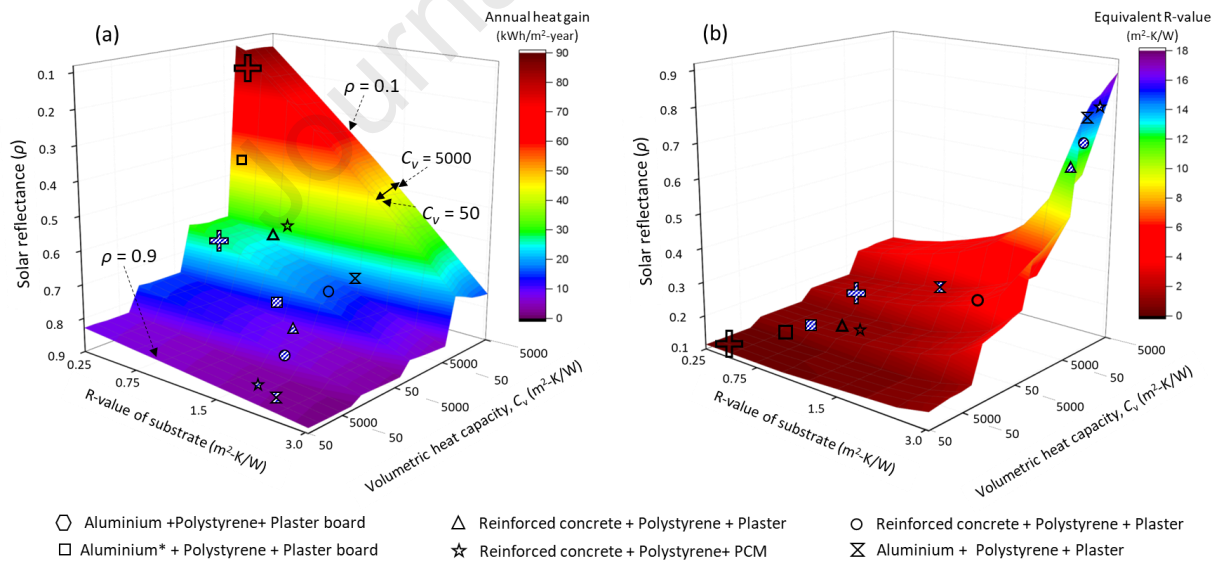 Journ
(a)
Annual heat gain
(kWh/m²-year)
90
80
70
60
50
40
30
20
10
0
Solar reflectance (ρ)
0.1
0.2
0.3
0.4
0.5
0.6
0.7
0.8
0.9
ρ = 0.1
Cᵥ = 5000
Cᵥ = 50
ρ = 0.9
0.25
0.75
1.5
3.0
R-value of substrate (m²-K/W)
50
5000
50
5000
50
5000
50
5000
Volumetric heat capacity, Cᵥ (m²-K/W)
(b)
Equivalent R-value
(m²-K/W)
18
16
14
12
10
8
6
4
2
0
Solar reflectance (ρ)
0.9
0.8
0.7
0.6
0.5
0.4
0.3
0.2
0.1
0.25
0.75
1.5
3.0
R-value of substrate (m²-K/W)
50
5000
50
5000
50
5000
50
5000
Volumetric heat capacity, Cᵥ (m²-K/W)
Aluminium +Polystyrene+ Plaster board
Reinforced concrete + Polystyrene + Plaster
Reinforced concrete + Polystyrene + Plaster
Aluminium* + Polystyrene + Plaster board
Reinforced concrete + Polystyrene+ PCM
Aluminium + Polystyrene + Plaster